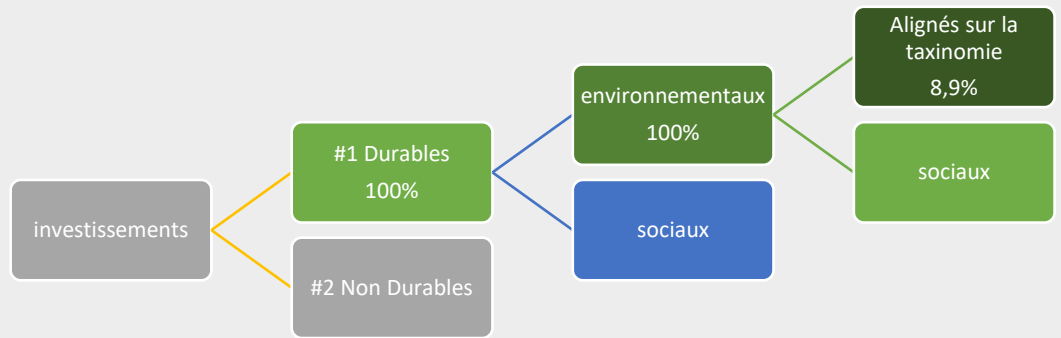 investissements
#1 Durables
100%
#2 Non Durables
environnementaux
100%
sociaux
Alignés sur la
taxinomie
8,9%
sociaux